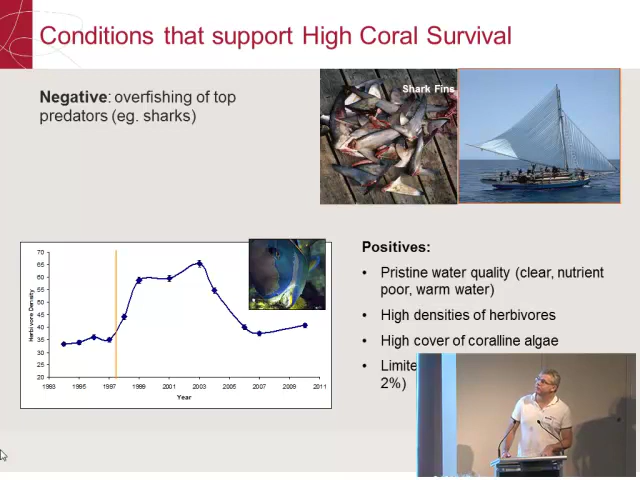 Conditions that support High Coral Survival
Negative: overfishing of top
predators (eg. sharks)
Shark Fins
70
65
60
55
50
45
40
35
30
25
20
Herbivore Density
1993 1995 1997 1999 2001 2003 2005 2007 2009 2011
Year
Positives:
• Pristine water quality (clear, nutrient
poor, warm water)
• High densities of herbivores
• High cover of coralline algae
• Limite
2%)